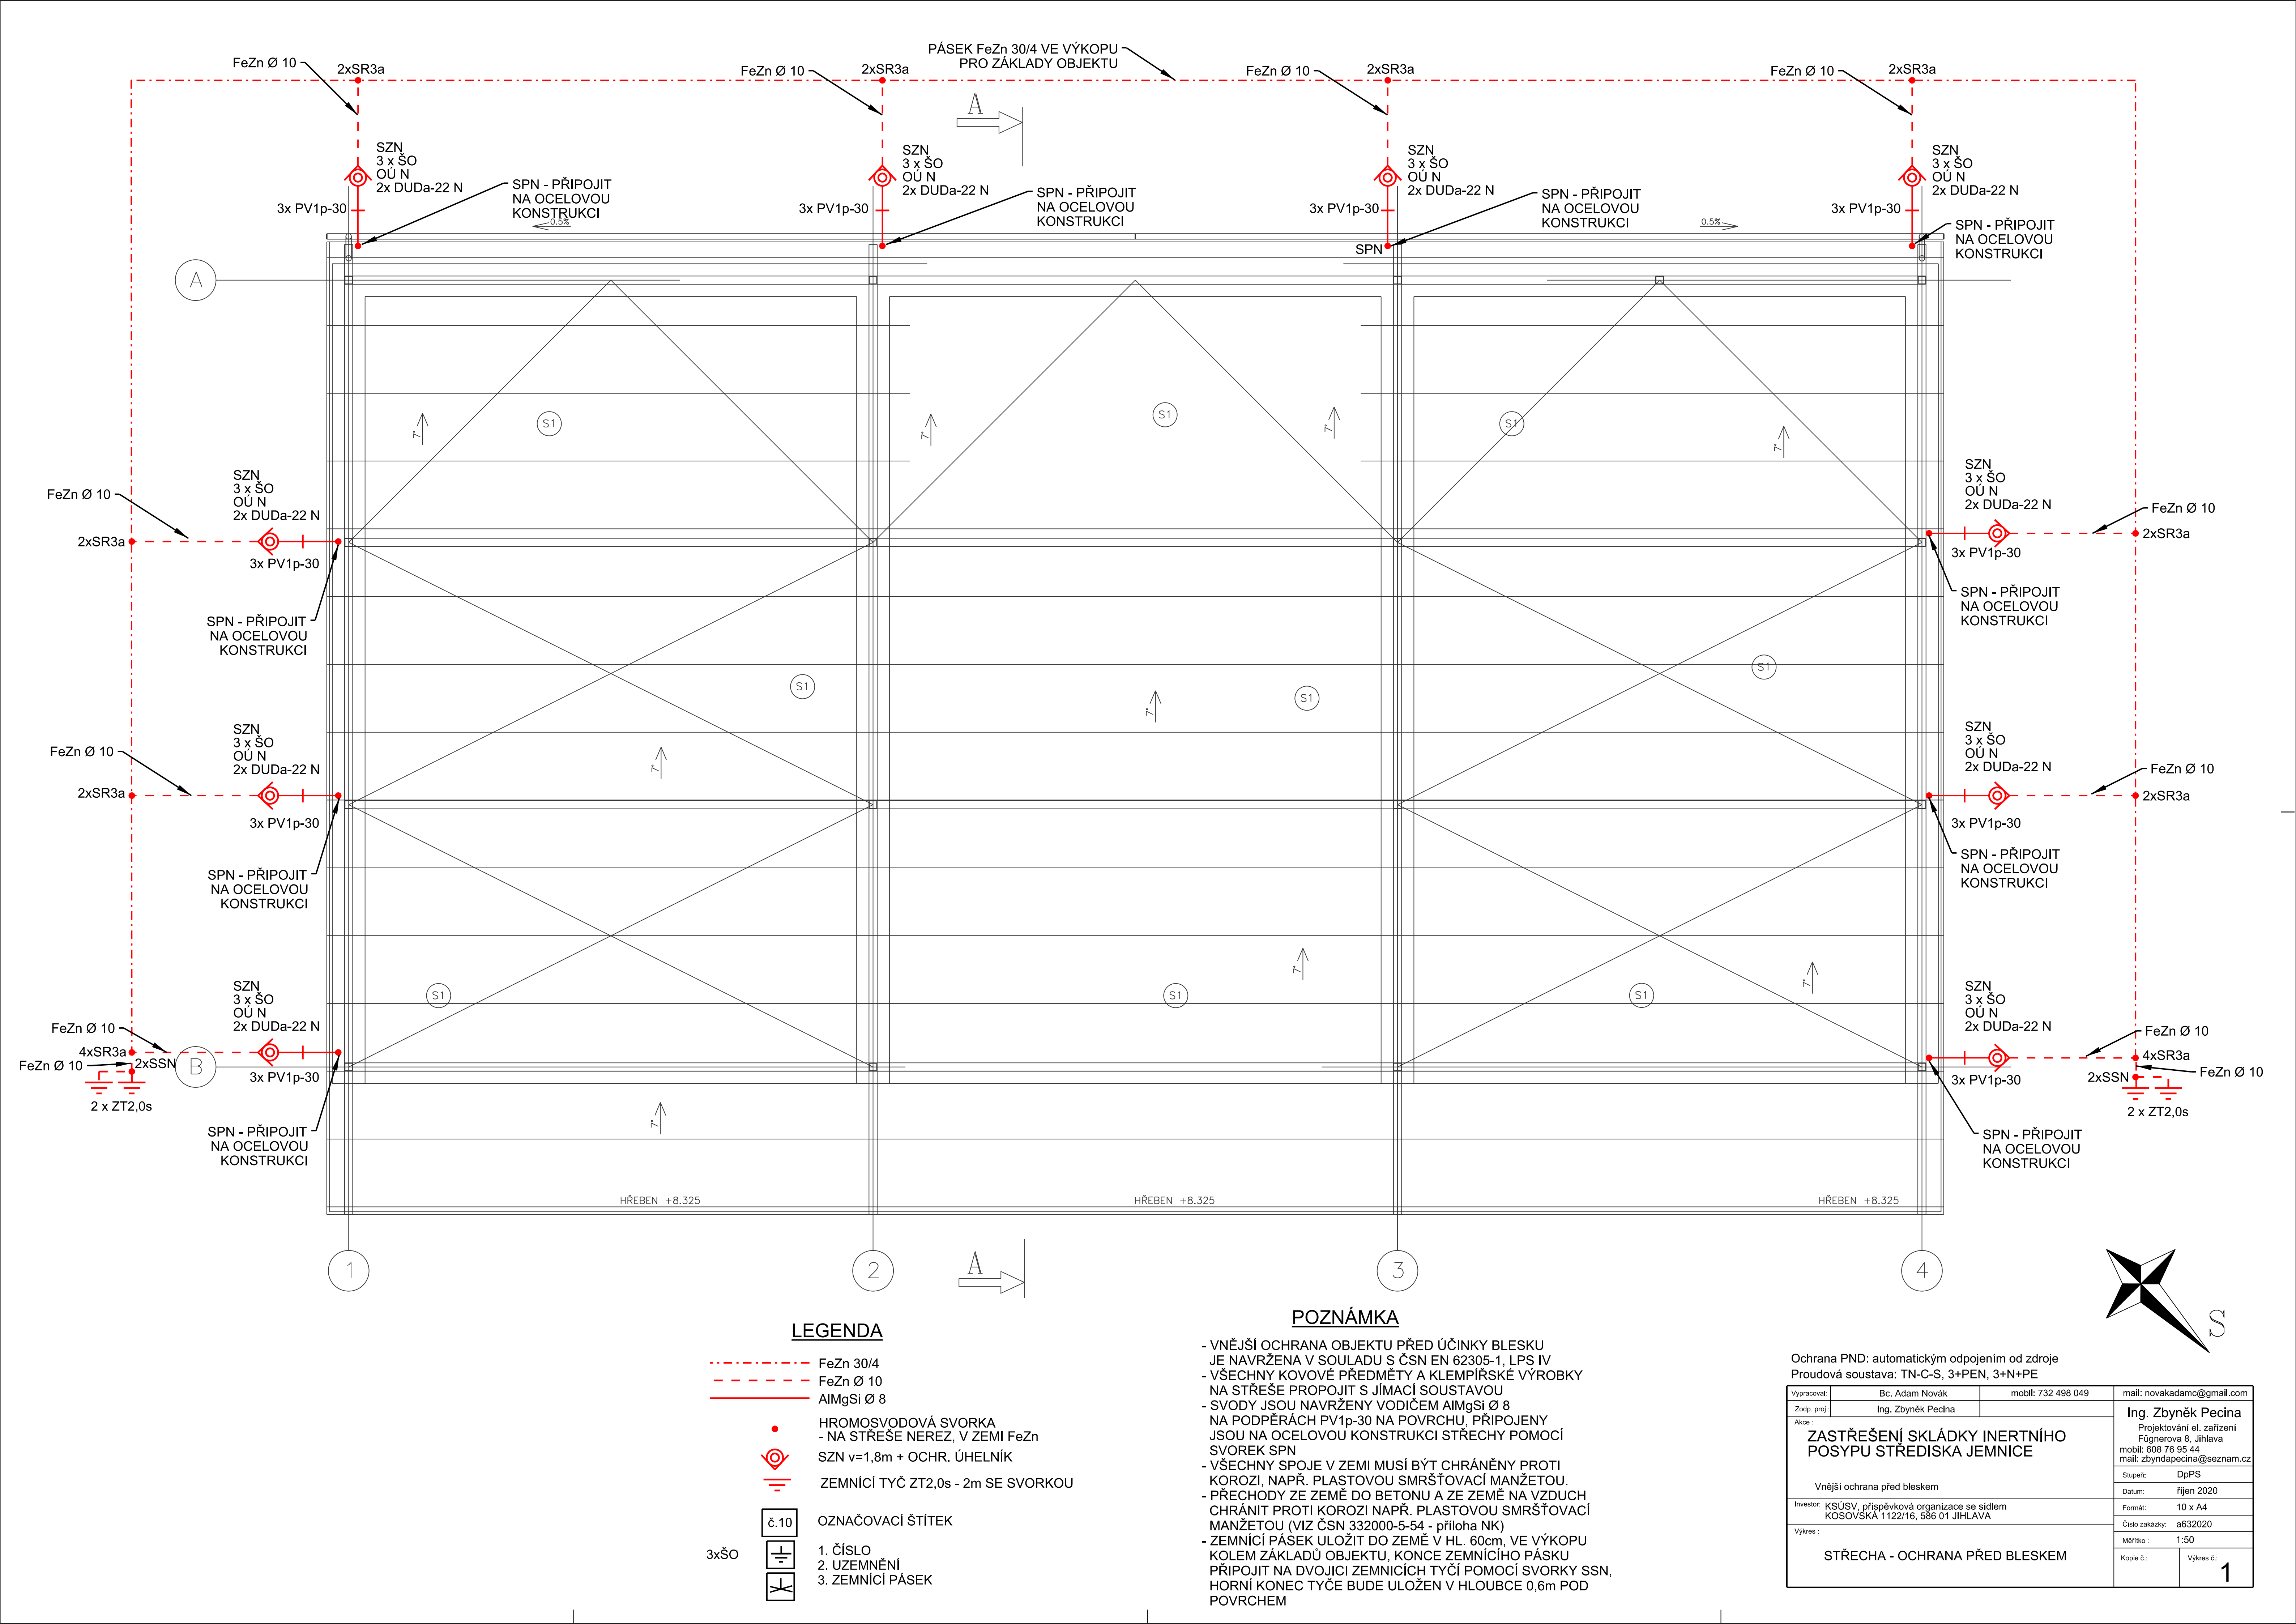 PÁSEK FeZn 30/4 VE VÝKOPU
PRO ZÁKLADY OBJEKTU
FeZn Ø 10
2xSR3a
FeZn Ø 10
2xSR3a
FeZn Ø 10
2xSR3a
FeZn Ø 10
2xSR3a
A
SZN
3 x ŠO
OÚ N
2x DUDa-22 N
SZN
3 x ŠO
OÚ N
2x DUDa-22 N
SZN
3 x ŠO
OÚ N
2x DUDa-22 N
SZN
3 x ŠO
OÚ N
2x DUDa-22 N
3x PV1p-30
SPN - PŘIPOJIT
NA OCELOVOU
KONSTRUKCI
0.5%
3x PV1p-30
SPN - PŘIPOJIT
NA OCELOVOU
KONSTRUKCI
3x PV1p-30
SPN
SPN - PŘIPOJIT
NA OCELOVOU
KONSTRUKCI
0.5%
3x PV1p-30
SPN - PŘIPOJIT
NA OCELOVOU
KONSTRUKCI
A
S1
S1
S1
7°
7°
7°
7°
FeZn Ø 10
2xSR3a
SZN
3 x ŠO
OÚ N
2x DUDa-22 N
3x PV1p-30
SPN - PŘIPOJIT
NA OCELOVOU
KONSTRUKCI
SZN
3 x ŠO
OÚ N
2x DUDa-22 N
FeZn Ø 10
2xSR3a
3x PV1p-30
SPN - PŘIPOJIT
NA OCELOVOU
KONSTRUKCI
S1
S1
S1
7°
7°
FeZn Ø 10
2xSR3a
SZN
3 x ŠO
OÚ N
2x DUDa-22 N
3x PV1p-30
SPN - PŘIPOJIT
NA OCELOVOU
KONSTRUKCI
SZN
3 x ŠO
OÚ N
2x DUDa-22 N
FeZn Ø 10
2xSR3a
3x PV1p-30
SPN - PŘIPOJIT
NA OCELOVOU
KONSTRUKCI
S1
S1
S1
7°
7°
7°
SZN
3 x ŠO
OÚ N
2x DUDa-22 N
FeZn Ø 10
4xSR3a
FeZn Ø 10
2xSSN
B
3x PV1p-30
2 x ZT2,0s
SPN - PŘIPOJIT
NA OCELOVOU
KONSTRUKCI
SZN
3 x ŠO
OÚ N
2x DUDa-22 N
FeZn Ø 10
4xSR3a
FeZn Ø 10
2xSSN
3x PV1p-30
2 x ZT2,0s
SPN - PŘIPOJIT
NA OCELOVOU
KONSTRUKCI
HŘEBEN +8.325
HŘEBEN +8.325
HŘEBEN +8.325
1
2
A
3
4
S
LEGENDA
FeZn 30/4
FeZn Ø 10
AlMgSi Ø 8
HROMOSVODOVÁ SVORKA
- NA STŘEŠE NEREZ, V ZEMI FeZn
SZN v=1,8m + OCHR. ÚHELNÍK
ZEMNÍCÍ TYČ ZT2,0s - 2m SE SVORKOU
č.10
OZNAČOVACÍ ŠTÍTEK
3xŠO
1. ČÍSLO
2. UZEMNĚNÍ
3. ZEMNÍCÍ PÁSEK
POZNÁMKA
- VNĚJŠÍ OCHRANA OBJEKTU PŘED ÚČINKY BLESKU
JE NAVRŽENA V SOULADU S ČSN EN 62305-1, LPS IV
- VŠECHNY KOVOVÉ PŘEDMĚTY A KLEMPÍŘSKÉ VÝROBKY
NA STŘEŠE PROPOJIT S JÍMACÍ SOUSTAVOU
- SVODY JSOU NAVRŽENY VODIČEM AlMgSi Ø 8
NA PODPĚRÁCH PV1p-30 NA POVRCHU, PŘIPOJENY
JSOU NA OCELOVOU KONSTRUKCI STŘECHY POMOCÍ
SVOREK SPN
- VŠECHNY SPOJE V ZEMI MUSÍ BÝT CHRÁNĚNY PROTI
KOROZI, NAPŘ. PLASTOVOU SMRŠŤOVACÍ MANŽETOU.
- PŘECHODY ZE ZEMĚ DO BETONU A ZE ZEMĚ NA VZDUCH
CHRÁNIT PROTI KOROZI NAPŘ. PLASTOVOU SMRŠŤOVACÍ
MANŽETOU (VIZ ČSN 332000-5-54 - příloha NK)
- ZEMNÍCÍ PÁSEK ULOŽIT DO ZEMĚ V HL. 60cm, VE VÝKOPU
KOLEM ZÁKLADŮ OBJEKTU, KONCE ZEMNÍCÍHO PÁSKU
PŘIPOJIT NA DVOJICI ZEMNICÍCH TYČÍ POMOCÍ SVORKY SSN,
HORNÍ KONEC TYČE BUDE ULOŽEN V HLOUBCE 0,6m POD
POVRCHEM
Ochrana PND: automatickým odpojením od zdroje
Proudová soustava: TN-C-S, 3+PEN, 3+N+PE
Vypracoval: Bc. Adam Novák mobil: 732 498 049 mail: novakadamc@gmail.com
Zodp. proj.: Ing. Zbyněk Pecina
Akce :
ZASTŘEŠENÍ SKLÁDKY INERTNÍHO
POSYPU STŘEDISKA JEMNICE
Vnější ochrana před bleskem
Investor: KSÚSV, příspěvková organizace se sídlem
KOSOVSKÁ 1122/16, 586 01 JIHLAVA
Výkres :
STŘECHA - OCHRANA PŘED BLESKEM
Ing. Zbyněk Pecina
Projektování el. zařízení
Fügnerova 8, Jihlava
mobil: 608 76 95 44
mail: zbyndapecina@seznam.cz
Stupeň: DpPS
Datum: říjen 2020
Formát: 10 x A4
Číslo zakázky: a632020
Měřítko : 1:50
Kopie č.: Výkres č.:
1